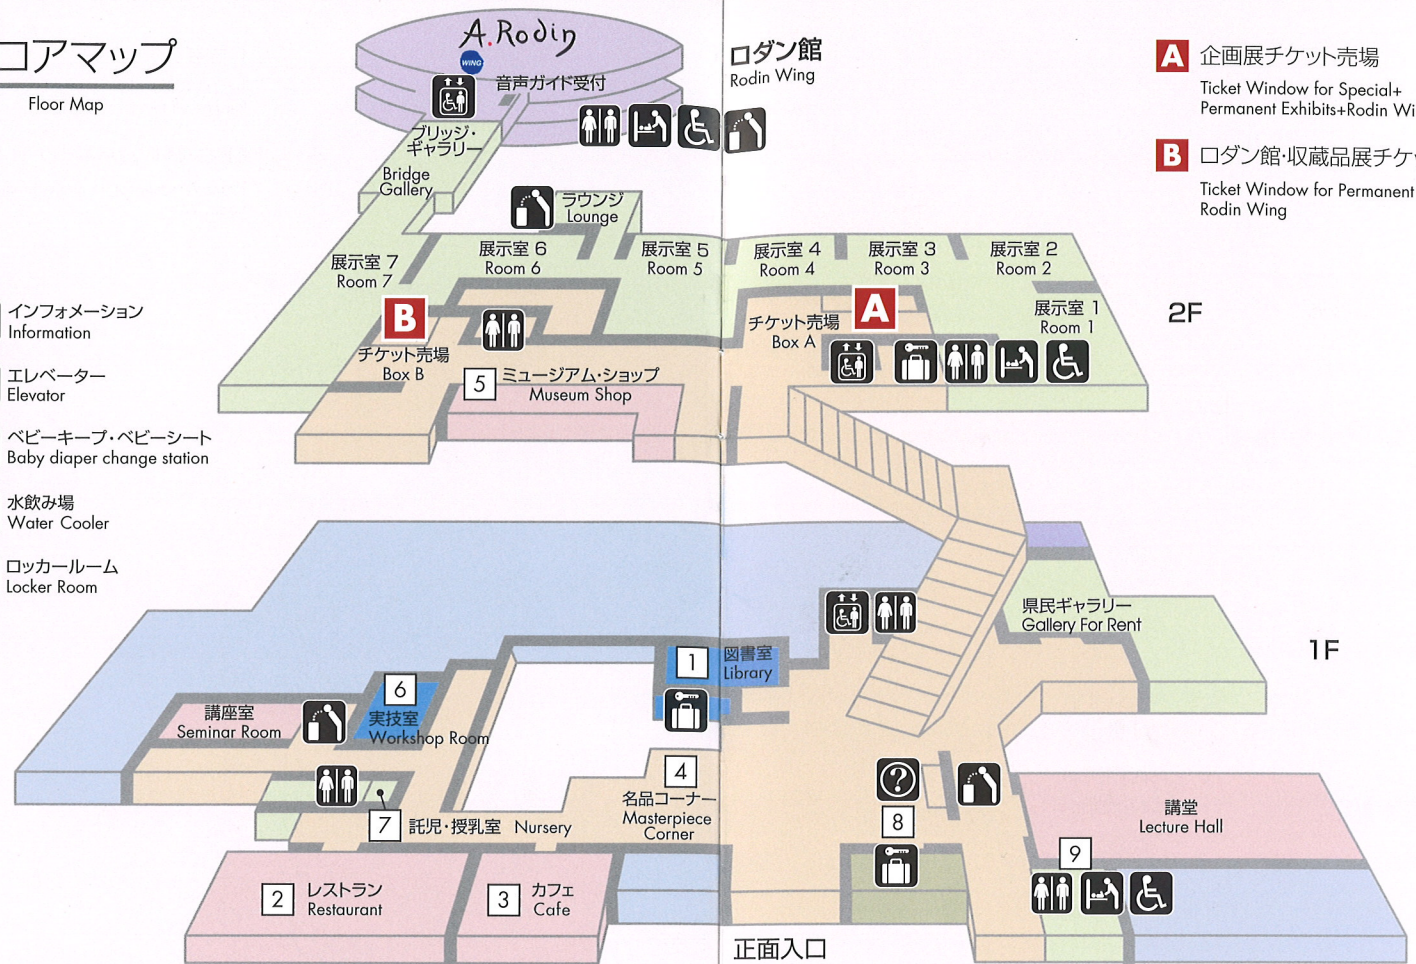 ロアマップ
Floor Map
A.Rodin
WING
音声ガイド受付
ロダン館
Rodin Wing
A
企画展チケット売場
Ticket Window for Special+
Permanent Exhibits+Rodin
B
ロダン館・収蔵品展チケ
Ticket Window for Permanent
Rodin Wing
ブリッジ・
ギャラリー
Bridge
Gallery
ラウンジ
Lounge
展示室 7
Room 7
展示室 6
Room 6
展示室 5
Room 5
展示室 4
Room 4
展示室 3
Room 3
展示室 2
Room 2
展示室 1
Room 1
2F
B
チケット売場
Box B
A
チケット売場
Box A
5
ミュージアム・ショップ
Museum Shop
インフォメーション
Information
エレベーター
Elevator
ベビーキープ・ベビーシート
Baby diaper change station
水飲み場
Water Cooler
ロッカールーム
Locker Room
県民ギャラリー
Gallery For Rent
1F
1
図書室
Library
6
実技室
Workshop Room
講座室
Seminar Room
4
名品コーナー
Masterpiece
Corner
7
託児・授乳室 Nursery
?
8
講堂
Lecture Hall
9
2
レストラン
Restaurant
3
カフェ
Cafe
正面入口